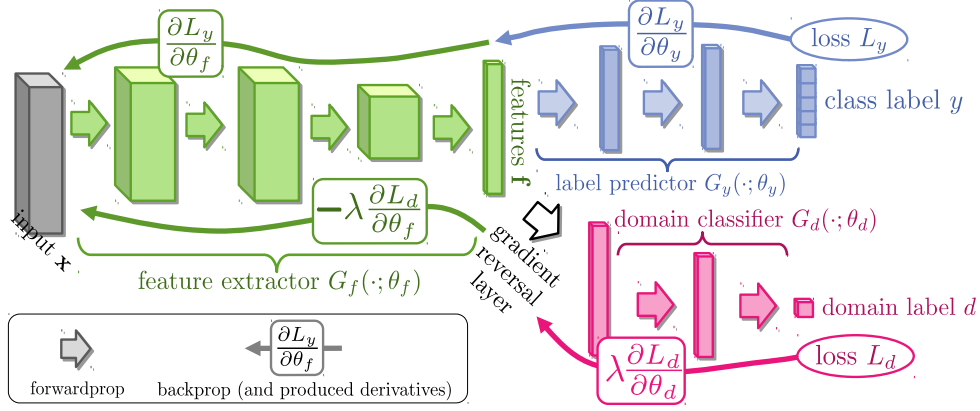 ∂L_y/∂θ_f
∂L_y/∂θ_y
loss L_y
features f
class label y
label predictor G_y(·;θ_y)
input x
−λ ∂L_d/∂θ_f
feature extractor G_f(·;θ_f)
gradient
reversal
layer
domain classifier G_d(·;θ_d)
domain label d
λ ∂L_d/∂θ_d
loss L_d
forwardprop
∂L_y/∂θ_f
backprop (and produced derivatives)